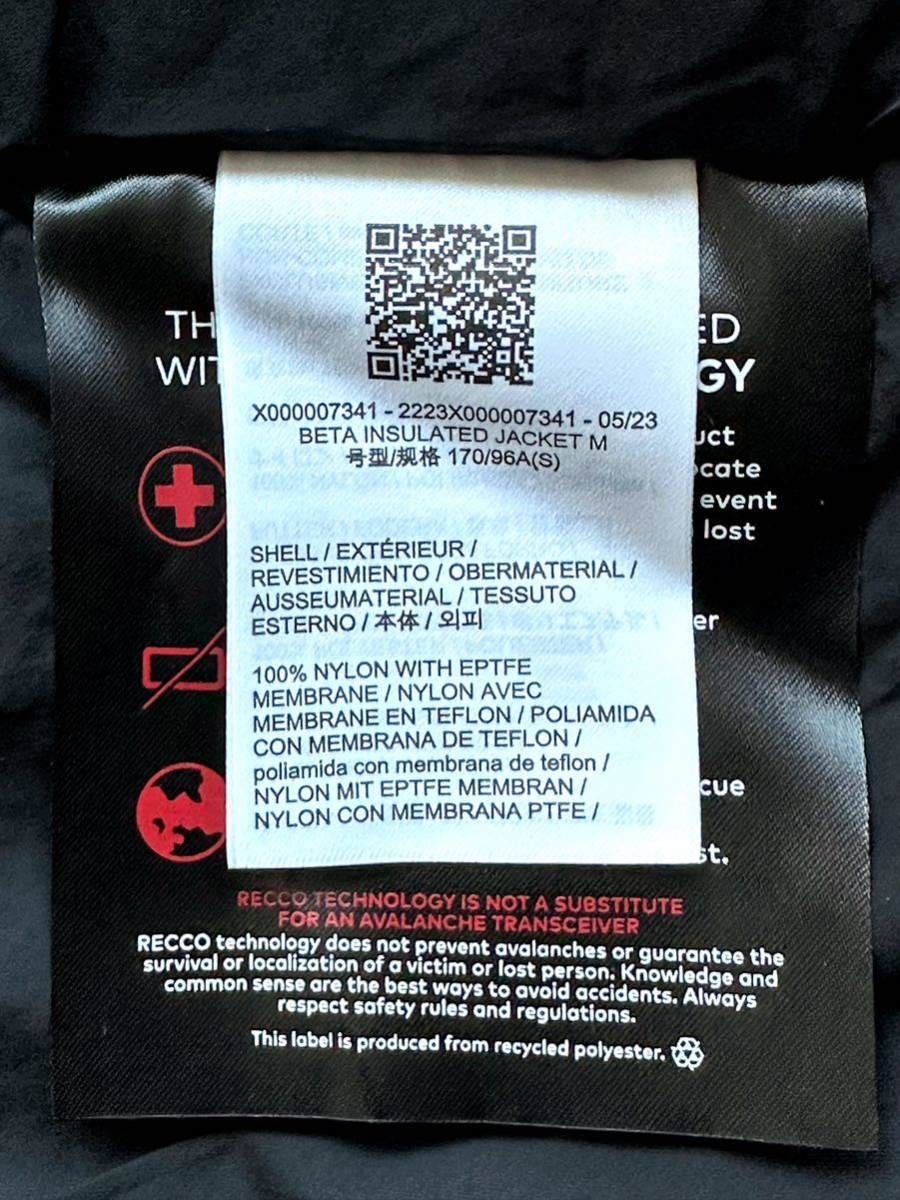 TH
WIT
ED
GY
X000007341 - 2223X000007341 - 05/23
BETA INSULATED JACKET M
号型/规格 170/96A(S)
uct
cate
event
lost
SHELL / EXTÉRIEUR /
REVESTIMIENTO / OBERMATERIAL /
AUSSEUMATERIAL / TESSUTO
ESTERNO / 本体 / 외피
er
100% NYLON WITH EPTFE
MEMBRANE / NYLON AVEC
MEMBRANE EN TEFLON / POLIAMIDA
CON MEMBRANA DE TEFLON /
poliamida con membrana de teflon /
NYLON MIT EPTFE MEMBRAN /
NYLON CON MEMBRANA PTFE /
cue
st.
RECCO TECHNOLOGY IS NOT A SUBSTITUTE
FOR AN AVALANCHE TRANSCEIVER
RECCO technology does not prevent avalanches or guarantee the
survival or localization of a victim or lost person. Knowledge and
common sense are the best ways to avoid accidents. Always
respect safety rules and regulations.
This label is produced from recycled polyester.